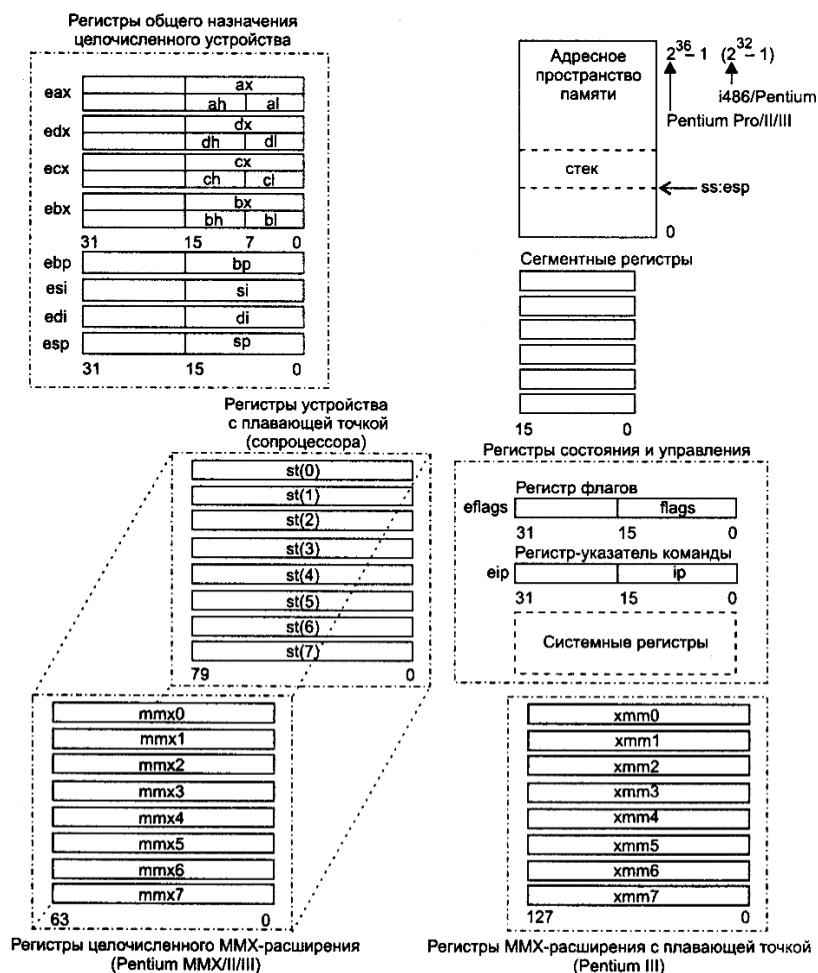 Регистры общего назначения
целочисленного устройства
eax
ax
ah al
edx
dx
dh dl
ecx
cx
ch cl
ebx
bx
bh bl
31 15 7 0
ebp bp
esi si
edi di
esp sp
31 15 0
Адресное
пространство
памяти
2^36–1 (2^32–1)
i486/Pentium
Pentium Pro/II/III
стек
ss:esp
0
Сегментные регистры
15 0
Регистры устройства
с плавающей точкой
(сопроцессора)
st(0)
st(1)
st(2)
st(3)
st(4)
st(5)
st(6)
st(7)
79 0
Регистры состояния и управления
Регистр флагов
eflags flags
31 15 0
Регистр-указатель команды
eip ip
31 15 0
Системные регистры
mmx0
mmx1
mmx2
mmx3
mmx4
mmx5
mmx6
mmx7
63 0
Регистры целочисленного MMX-расширения
(Pentium MMX/II/III)
xmm0
xmm1
xmm2
xmm3
xmm4
xmm5
xmm6
xmm7
127 0
Регистры MMX-расширения с плавающей точкой
(Pentium III)